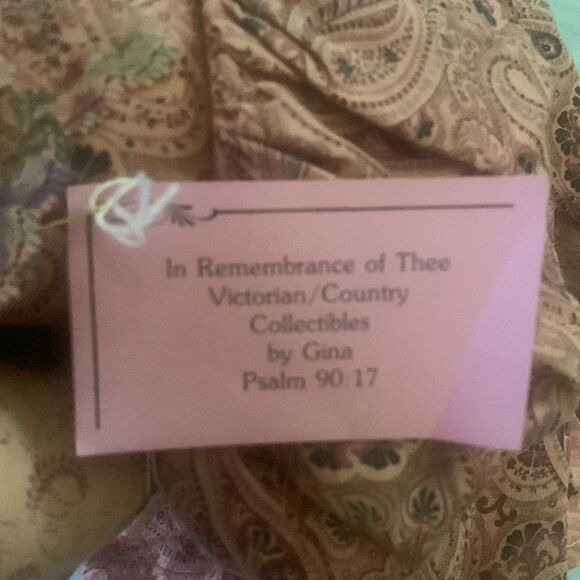 In Remembrance of Thee
Victorian/Country
Collectibles
by Gina
Psalm 90:17